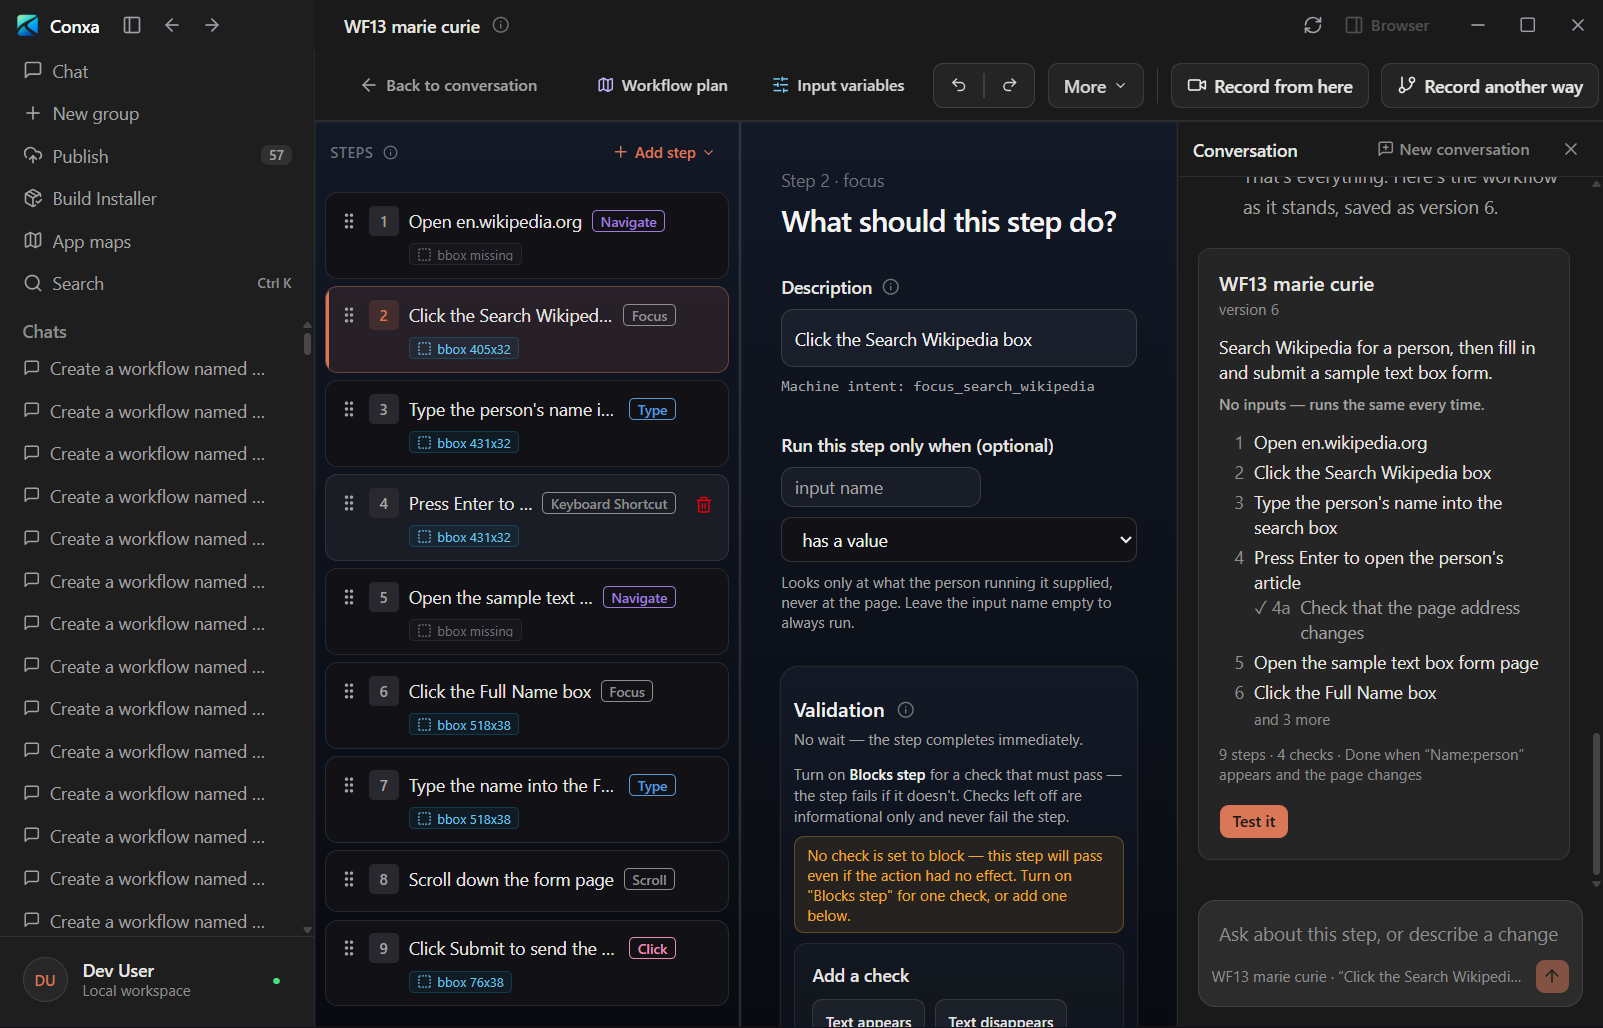 Conxa
WF13 marie curie
Browser
Chat
New group
Publish
57
Build Installer
App maps
Search
Ctrl K
Chats
Create a workflow named ...
Create a workflow named ...
Create a workflow named ...
Create a workflow named ...
Create a workflow named ...
Create a workflow named ...
Create a workflow named ...
Create a workflow named ...
Create a workflow named ...
Create a workflow named ...
Create a workflow named ...
Create a workflow named ...
Create a workflow named ...
Create a workflow named ...
DU
Dev User
Local workspace
Back to conversation
Workflow plan
Input variables
More
Record from here
Record another way
STEPS
Add step
1
Open en.wikipedia.org
Navigate
bbox missing
2
Click the Search Wikiped...
Focus
bbox 405x32
3
Type the person's name i...
Type
bbox 431x32
4
Press Enter to ...
Keyboard Shortcut
bbox 431x32
5
Open the sample text ...
Navigate
bbox missing
6
Click the Full Name box
Focus
bbox 518x38
7
Type the name into the F...
Type
bbox 518x38
8
Scroll down the form page
Scroll
9
Click Submit to send the ...
Click
bbox 76x38
Step 2 · focus
What should this step do?
Description
Click the Search Wikipedia box
Machine intent: focus_search_wikipedia
Run this step only when (optional)
input name
has a value
Looks only at what the person running it supplied,
never at the page. Leave the input name empty to
always run.
Validation
No wait — the step completes immediately.
Turn on Blocks step for a check that must pass —
the step fails if it doesn't. Checks left off are
informational only and never fail the step.
No check is set to block — this step will pass
even if the action had no effect. Turn on
"Blocks step" for one check, or add one
below.
Add a check
Text appears
Text disappears
Conversation
New conversation
That's everything. Here's the workflow
as it stands, saved as version 6.
WF13 marie curie
version 6
Search Wikipedia for a person, then fill in
and submit a sample text box form.
No inputs — runs the same every time.
1 Open en.wikipedia.org
2 Click the Search Wikipedia box
3 Type the person's name into the
search box
4 Press Enter to open the person's
article
✓ 4a Check that the page address
changes
5 Open the sample text box form page
6 Click the Full Name box
and 3 more
9 steps · 4 checks · Done when “Name:person”
appears and the page changes
Test it
Ask about this step, or describe a change
WF13 marie curie · “Click the Search Wikipedi...